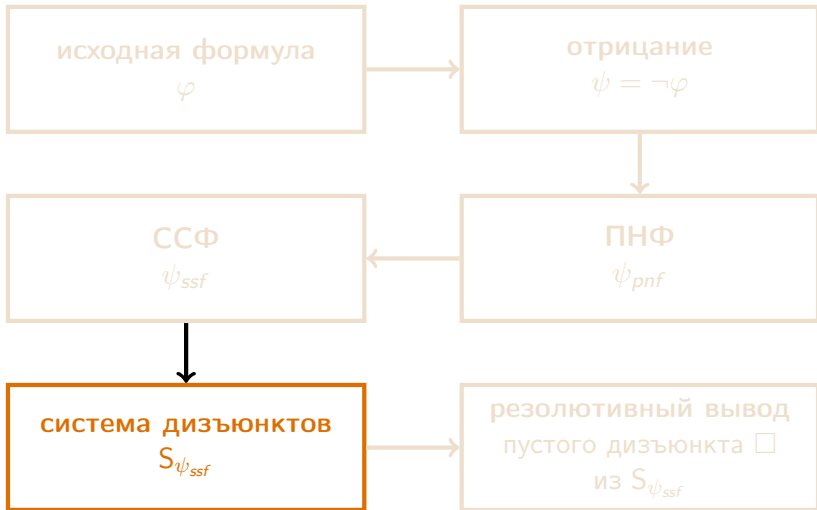 исходная формула
φ
отрицание
ψ = ¬φ
ССФ
ψ_ssf
ПНФ
ψ_pnf
система дизъюнктов
S_ψ_ssf
резолютивный вывод
пустого дизъюнкта □
из S_ψ_ssf